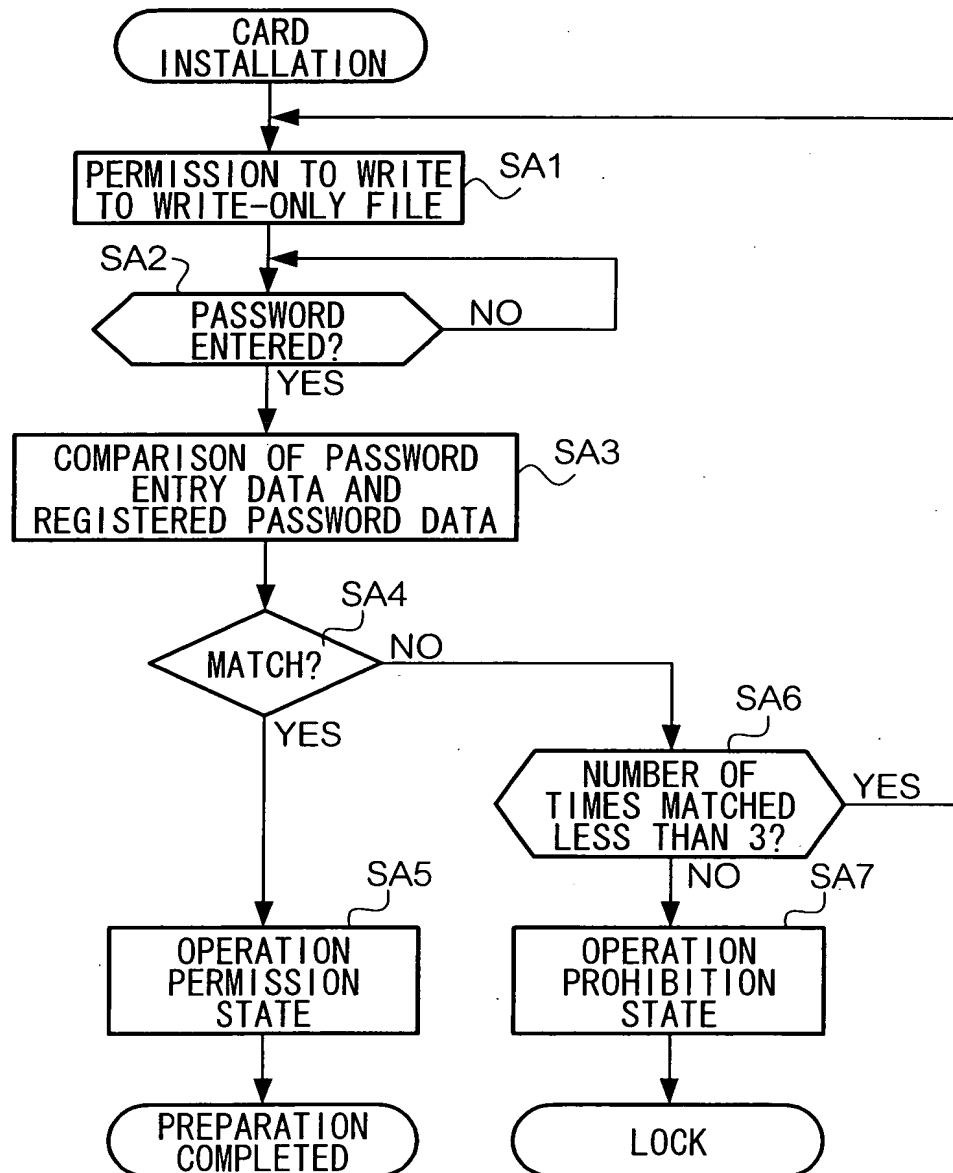 CARD
INSTALLATION
PERMISSION TO WRITE
TO WRITE-ONLY FILE
SA1
SA2
PASSWORD
ENTERED?
NO
YES
COMPARISON OF PASSWORD
ENTRY DATA AND
REGISTERED PASSWORD DATA
SA3
SA4
MATCH?
NO
YES
SA6
NUMBER OF
TIMES MATCHED
LESS THAN 3?
YES
NO
SA5
OPERATION
PERMISSION
STATE
SA7
OPERATION
PROHIBITION
STATE
PREPARATION
COMPLETED
LOCK